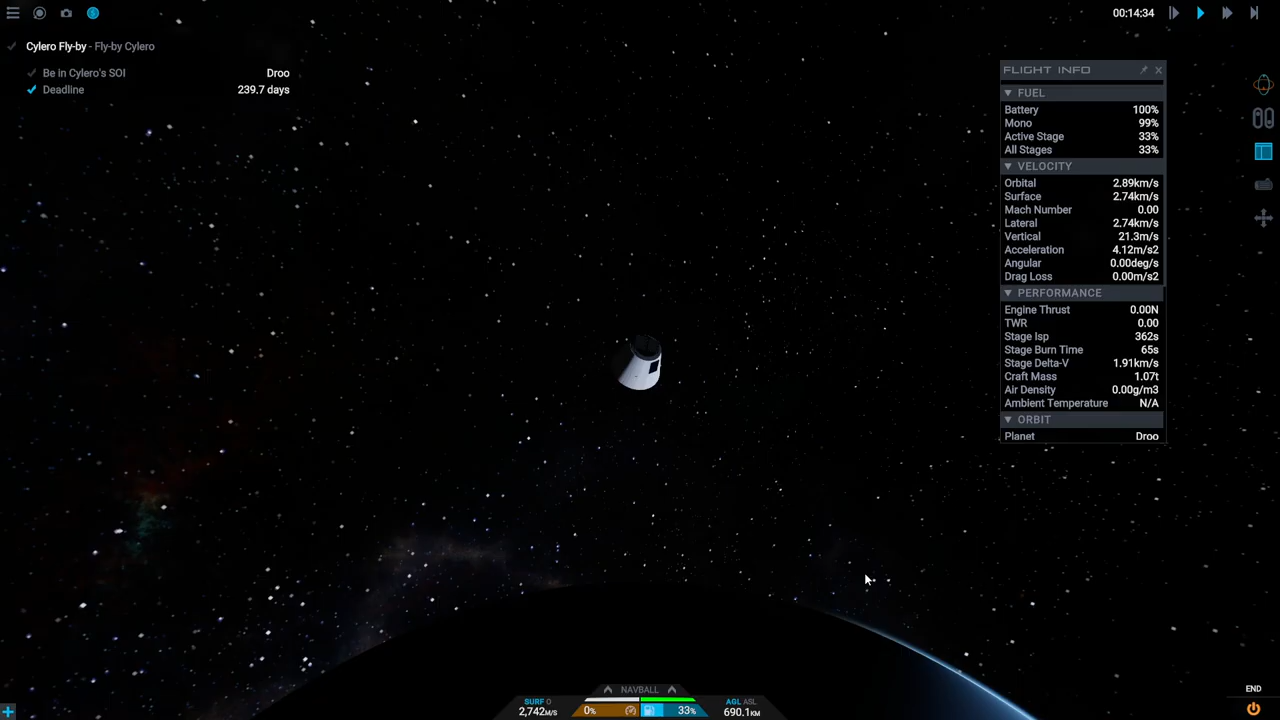 00:14:34
Cylero Fly-by - Fly-by Cylero
Be in Cylero's SOI Droo
Deadline 239.7 days
FLIGHT INFO
FUEL
Battery 100%
Mono 99%
Active Stage 33%
All Stages 33%
VELOCITY
Orbital 2.89km/s
Surface 2.74km/s
Mach Number 0.00
Lateral 2.74km/s
Vertical 21.3m/s
Acceleration 4.12m/s2
Angular 0.00deg/s
Drag Loss 0.00m/s2
PERFORMANCE
Engine Thrust 0.00N
TWR 0.00
Stage Isp 362s
Stage Burn Time 65s
Stage Delta-V 1.91km/s
Craft Mass 1.07t
Air Density 0.00g/m3
Ambient Temperature N/A
ORBIT
Planet Droo
END
NAVBALL
SURF O AGL ASL
2,742M/S 0% 33% 690.1KM